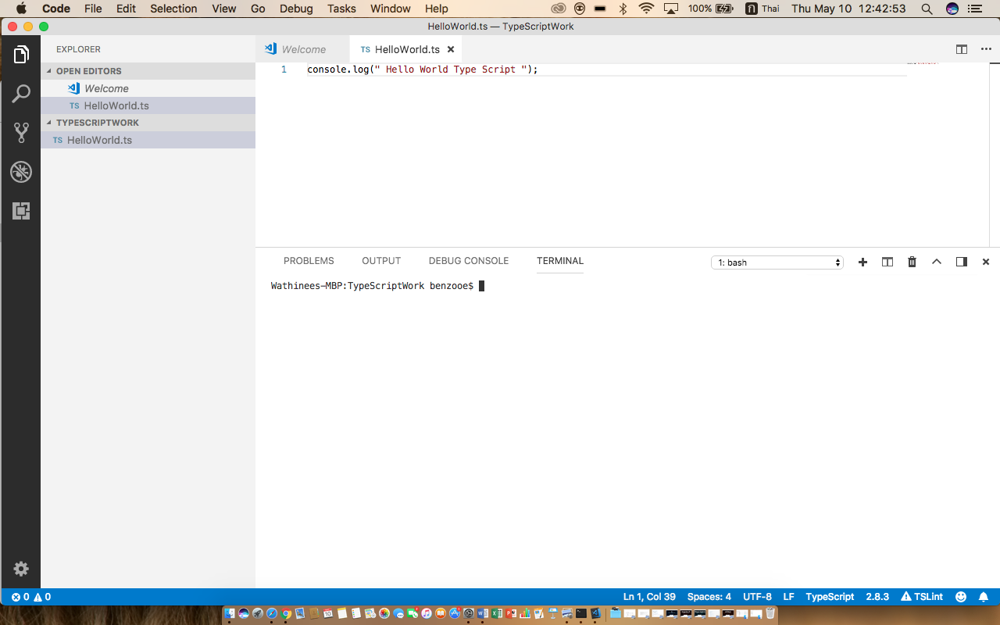 Code File Edit Selection View Go Debug Tasks Window Help 100% ก Thai Thu May 10 12:42:53
HelloWorld.ts — TypeScriptWork
EXPLORER
OPEN EDITORS
Welcome
TS HelloWorld.ts
TYPESCRIPTWORK
TS HelloWorld.ts
Welcome TS HelloWorld.ts
1 console.log(" Hello World Type Script ");
PROBLEMS OUTPUT DEBUG CONSOLE TERMINAL 1: bash
Wathinees-MBP:TypeScriptWork benzooe$
0 0 Ln 1, Col 39 Spaces: 4 UTF-8 LF TypeScript 2.8.3 TSLint